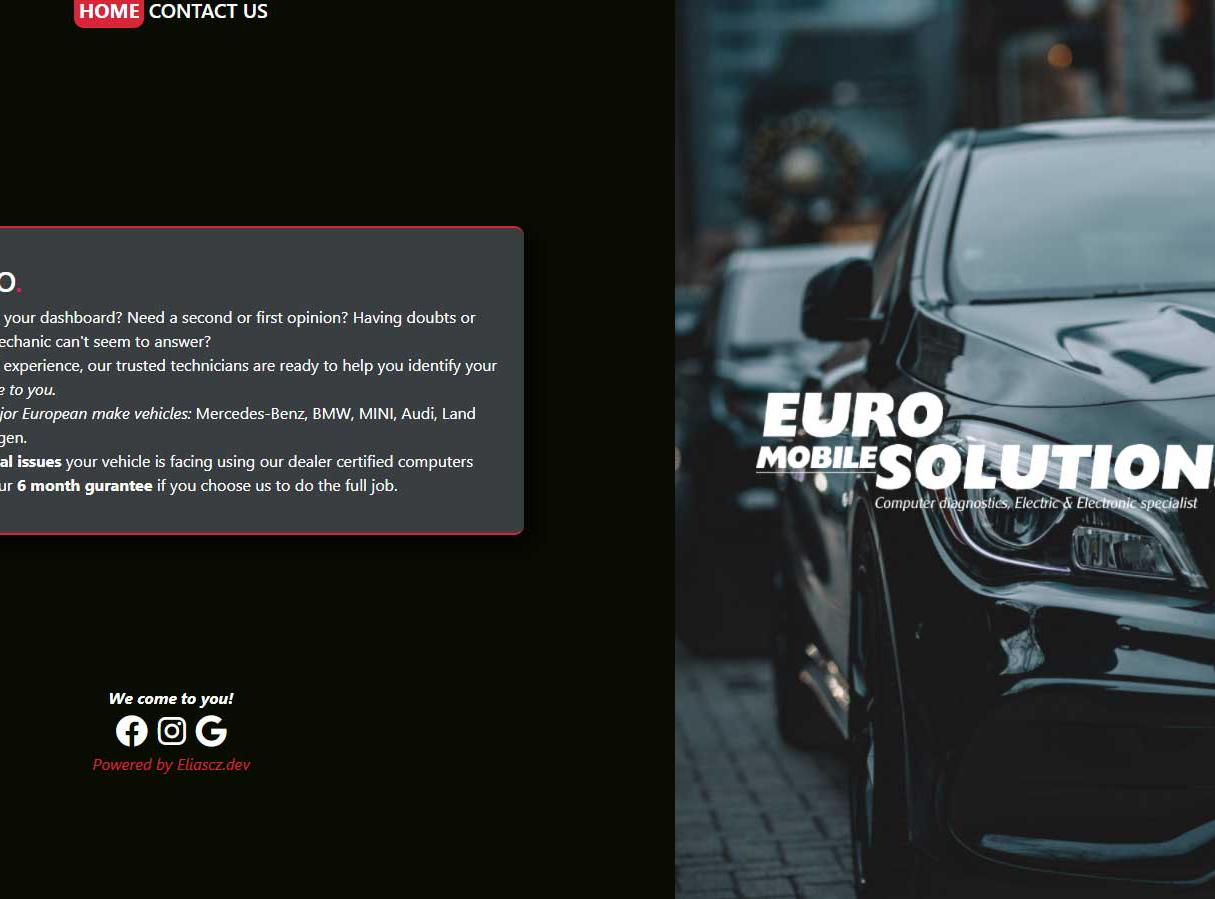 HOME CONTACT US
O.
your dashboard? Need a second or first opinion? Having doubts or
echanic can't seem to answer?
experience, our trusted technicians are ready to help you identify your
e to you.
jor European make vehicles: Mercedes-Benz, BMW, MINI, Audi, Land
gen.
al issues your vehicle is facing using our dealer certified computers
ur 6 month gurantee if you choose us to do the full job.
We come to you!
Powered by Eliascz.dev
EURO
MOBILE SOLUTION
Computer diagnostics, Electric & Electronic specialist